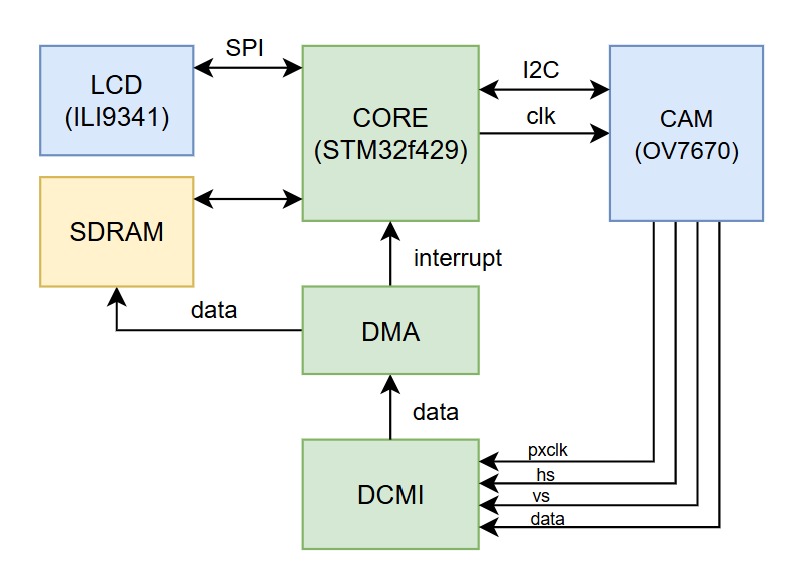 SPI
LCD
(ILI9341)
CORE
(STM32f429)
I2C
clk
CAM
(OV7670)
SDRAM
interrupt
data
DMA
data
DCMI
pxclk
hs
vs
data